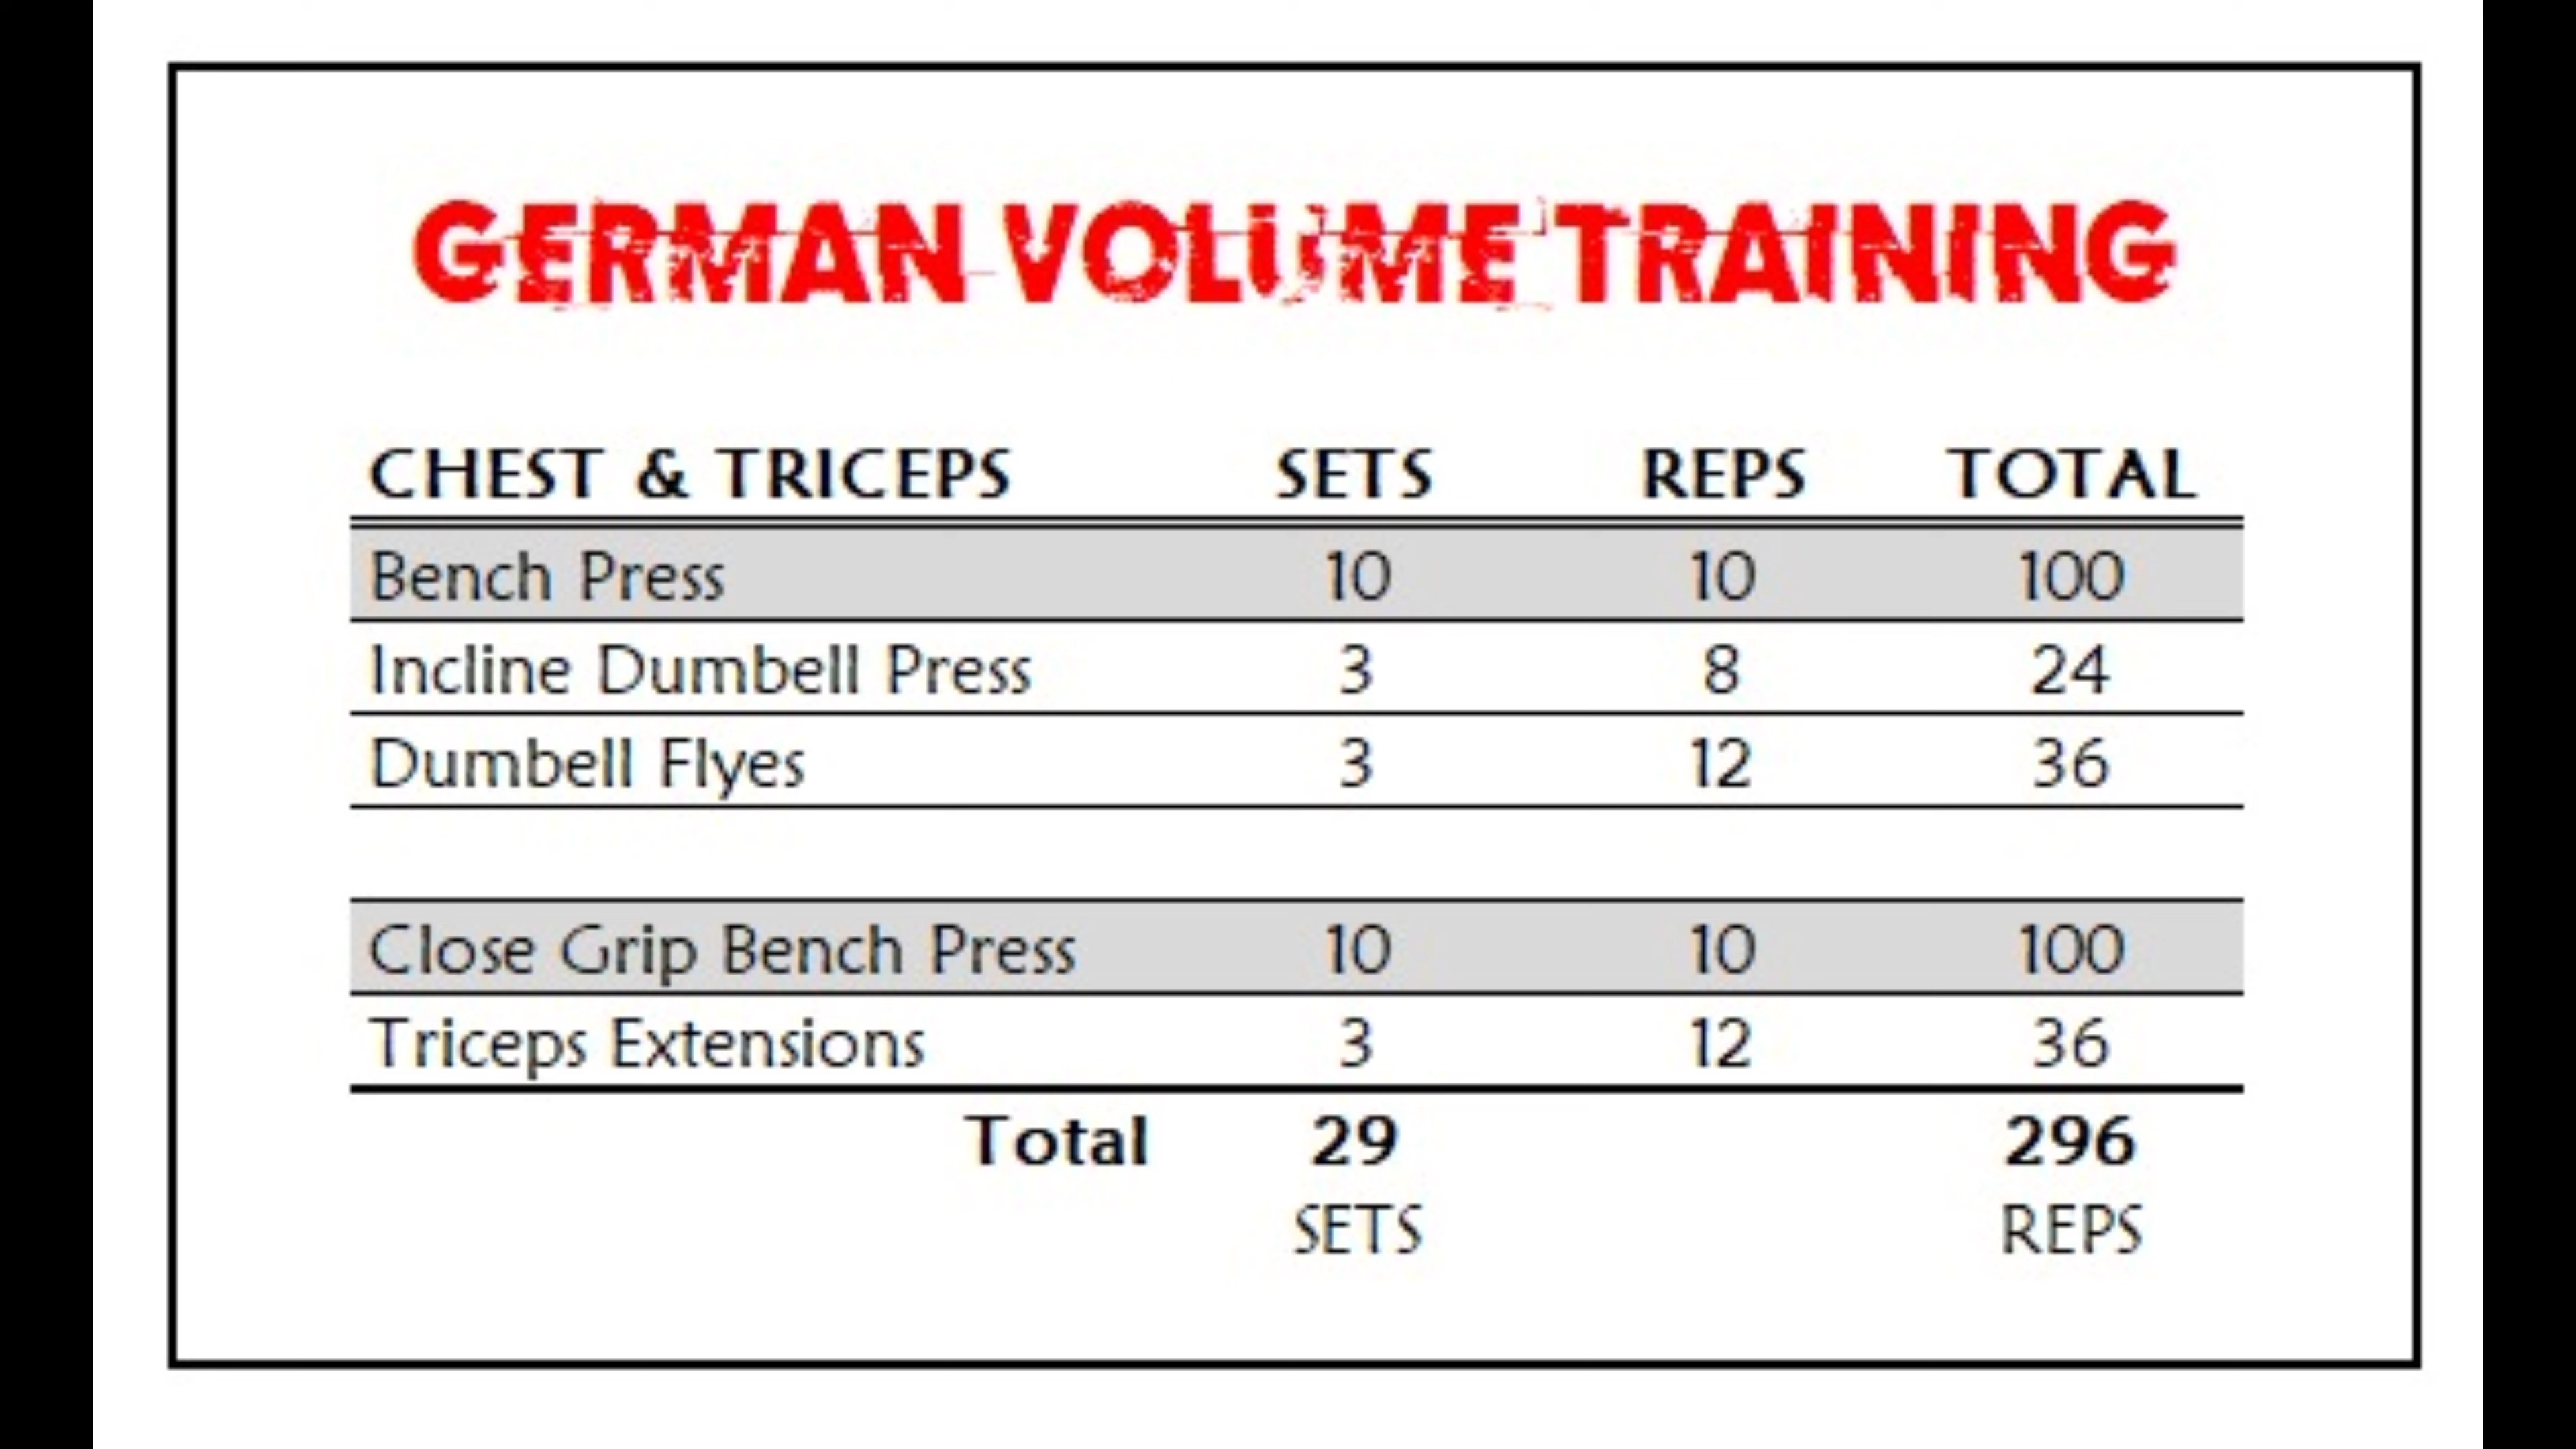 GERMAN VOLUME TRAINING
CHEST & TRICEPS SETS REPS TOTAL
Bench Press 10 10 100
Incline Dumbell Press 3 8 24
Dumbell Flyes 3 12 36
Close Grip Bench Press 10 10 100
Triceps Extensions 3 12 36
Total 29 296
SETS REPS